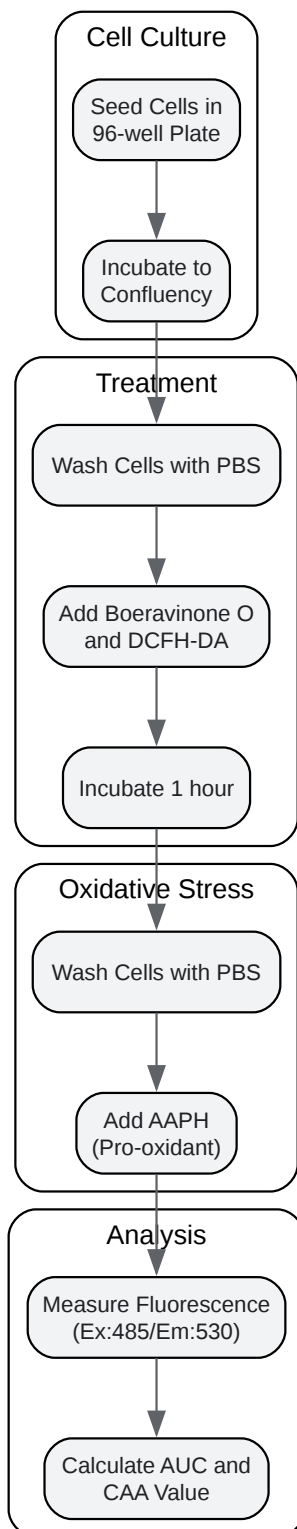 Cell Culture
Seed Cells in
96-well Plate
Incubate to
Confluency
Treatment
Wash Cells with PBS
Add Boeravinone O
and DCFH-DA
Incubate 1 hour
Oxidative Stress
Wash Cells with PBS
Add AAPH
(Pro-oxidant)
Analysis
Measure Fluorescence
(Ex:485/Em:530)
Calculate AUC and
CAA Value